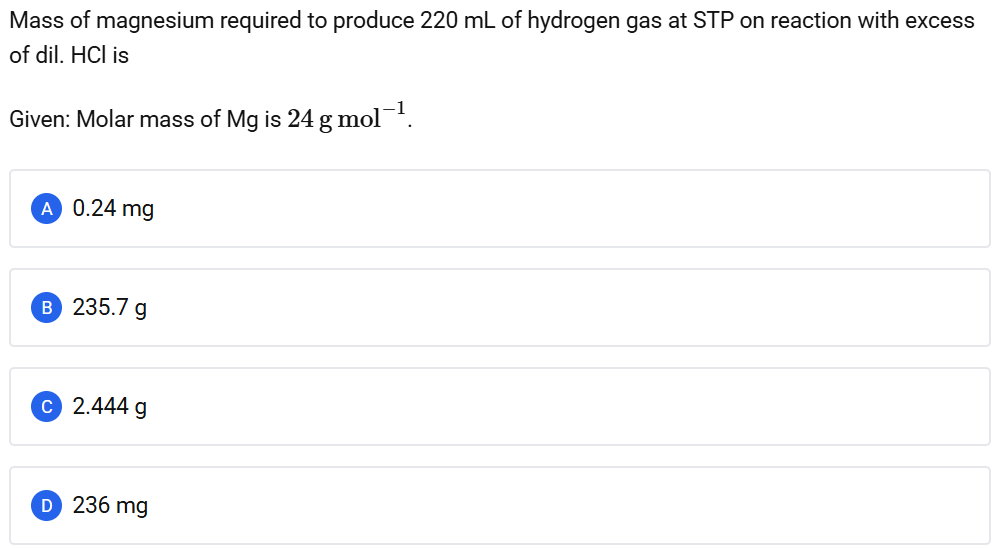 Mass of magnesium required to produce 220 mL of hydrogen gas at STP on reaction with excess
of dil. HCl is
Given: Molar mass of Mg is 24 g mol⁻¹.
A 0.24 mg
B 235.7 g
C 2.444 g
D 236 mg